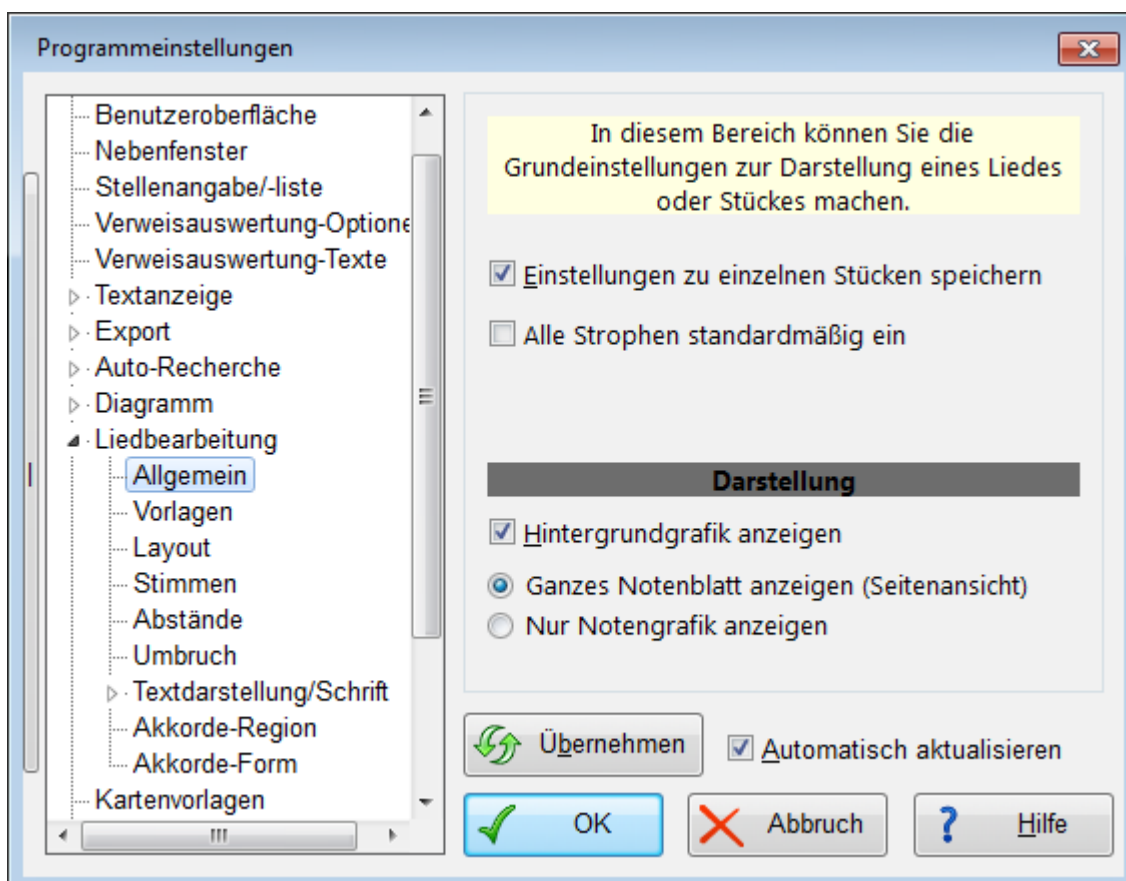 Programmeinstellungen
Benutzeroberfläche
Nebenfenster
Stellenangabe/-liste
Verweisauswertung-Optione
Verweisauswertung-Texte
Textanzeige
Export
Auto-Recherche
Diagramm
Liedbearbeitung
Allgemein
Vorlagen
Layout
Stimmen
Abstände
Umbruch
Textdarstellung/Schrift
Akkorde-Region
Akkorde-Form
Kartenvorlagen
In diesem Bereich können Sie die
Grundeinstellungen zur Darstellung eines Liedes
oder Stückes machen.
Einstellungen zu einzelnen Stücken speichern
Alle Strophen standardmäßig ein
Darstellung
Hintergrundgrafik anzeigen
Ganzes Notenblatt anzeigen (Seitenansicht)
Nur Notengrafik anzeigen
Übernehmen
Automatisch aktualisieren
OK
Abbruch
Hilfe